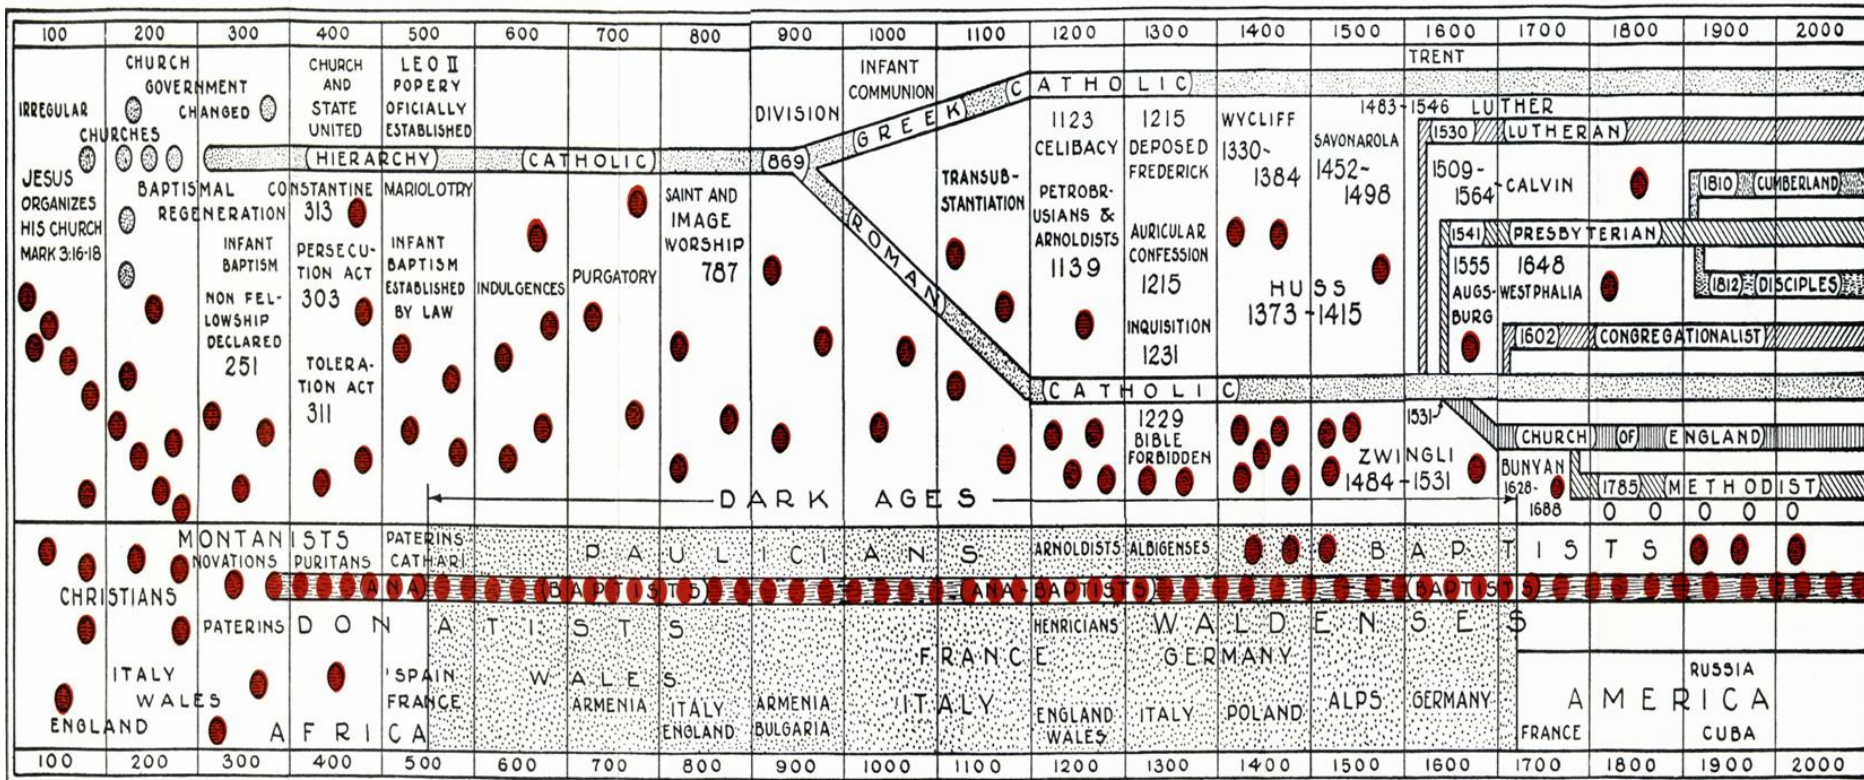 100 200 300 400 500 600 700 800 900 1000 1100 1200 1300 1400 1500 1600 1700 1800 1900 2000
IRREGULAR
CHURCHES
JESUS
ORGANIZES
HIS CHURCH
MARK 3:16-18
CHURCH
GOVERNMENT
CHANGED
BAPTISMAL
REGENERATION
INFANT
BAPTISM
NON FEL-
LOWSHIP
DECLARED
251
CHURCH
AND
STATE
UNITED
HIERARCHY
CONSTANTINE
313
PERSECU-
TION ACT
303
TOLERA-
TION ACT
311
LEO II
POPERY
OFICIALLY
ESTABLISHED
MARIOLOTRY
INFANT
BAPTISM
ESTABLISHED
BY LAW
CATHOLIC
INDULGENCES
PURGATORY
SAINT AND
IMAGE
WORSHIP
787
DIVISION
869
INFANT
COMMUNION
GREEK CATHOLIC
ROMAN CATHOLIC
TRANSUB-
STANTIATION
1123
CELIBACY
PETROBR-
USIANS &
ARNOLDISTS
1139
1215
DEPOSED
FREDERICK
AURICULAR
CONFESSION
1215
INQUISITION
1231
1229
BIBLE
FORBIDDEN
WYCLIFF
1330-
1384
HUSS
1373-1415
SAVONAROLA
1452-
1498
ZWINGLI
1484-1531
TRENT
1483-1546 LUTHER
1530 LUTHERAN
1509-
1564 CALVIN
1810 CUMBERLAND
1541 PRESBYTERIAN
1555
AUGS-
BURG
1648
WESTPHALIA
1812 DISCIPLES
1602 CONGREGATIONALIST
1531
CHURCH OF ENGLAND
BUNYAN
1628-
1688
1785 METHODIST
O O O O O
DARK AGES
MONTANISTS
NOVATIONS PURITANS
PATERINS
CATHARI
PAULICIANS
ARNOLDISTS ALBIGENSES
BAPTISTS
CHRISTIANS
ANA BAPTISTS ANA-BAPTISTS BAPTISTS
PATERINS DONATISTS HENRICIANS WALDENSES
ITALY
WALES
ENGLAND
AFRICA
SPAIN
FRANCE
WALES
ARMENIA
ITALY
ENGLAND
ARMENIA
BULGARIA
FRANCE
ITALY
ENGLAND
WALES
GERMANY
ITALY
POLAND
ALPS
GERMANY
RUSSIA
AMERICA
FRANCE
CUBA
100 200 300 400 500 600 700 800 900 1000 1100 1200 1300 1400 1500 1600 1700 1800 1900 2000